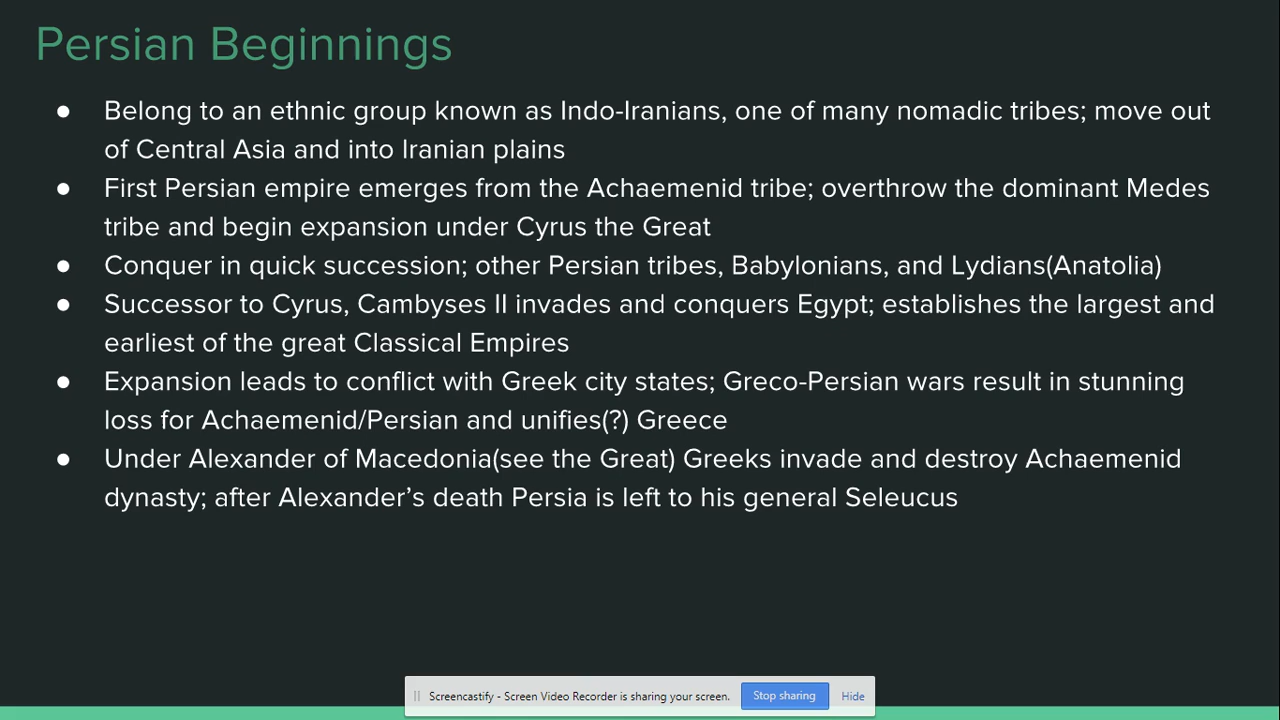 Persian Beginnings
● Belong to an ethnic group known as Indo-Iranians, one of many nomadic tribes; move out
of Central Asia and into Iranian plains
● First Persian empire emerges from the Achaemenid tribe; overthrow the dominant Medes
tribe and begin expansion under Cyrus the Great
● Conquer in quick succession; other Persian tribes, Babylonians, and Lydians(Anatolia)
● Successor to Cyrus, Cambyses II invades and conquers Egypt; establishes the largest and
earliest of the great Classical Empires
● Expansion leads to conflict with Greek city states; Greco-Persian wars result in stunning
loss for Achaemenid/Persian and unifies(?) Greece
● Under Alexander of Macedonia(see the Great) Greeks invade and destroy Achaemenid
dynasty; after Alexander’s death Persia is left to his general Seleucus
Screencastify - Screen Video Recorder is sharing your screen. Stop sharing Hide